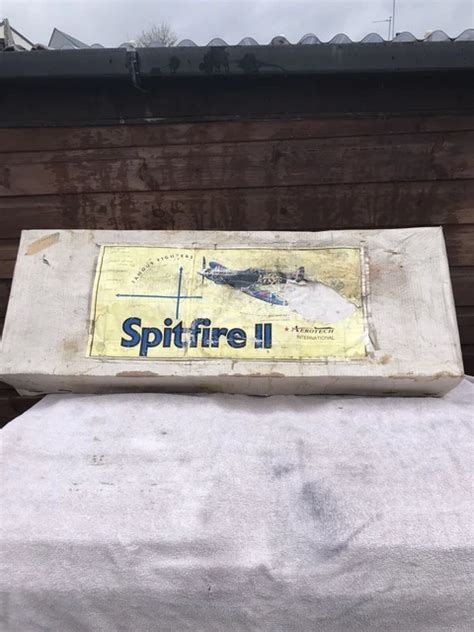 FAMOUS FIGHTERS
Spitfire II
AEROTECH
INTERNATIONAL